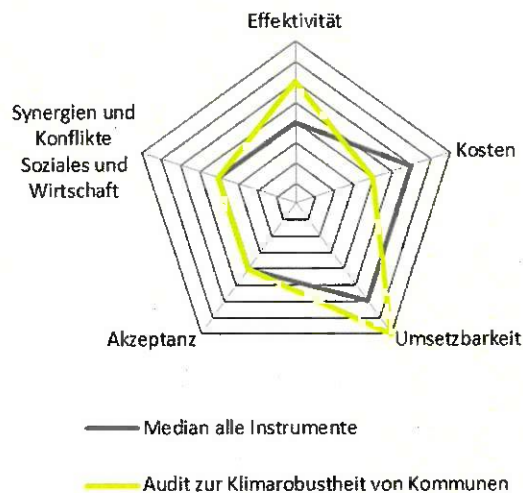 Effektivität
Synergien und
Konflikte
Soziales und
Wirtschaft
Kosten
Akzeptanz
Umsetzbarkeit
Median alle Instrumente
Audit zur Klimarobustheit von Kommunen